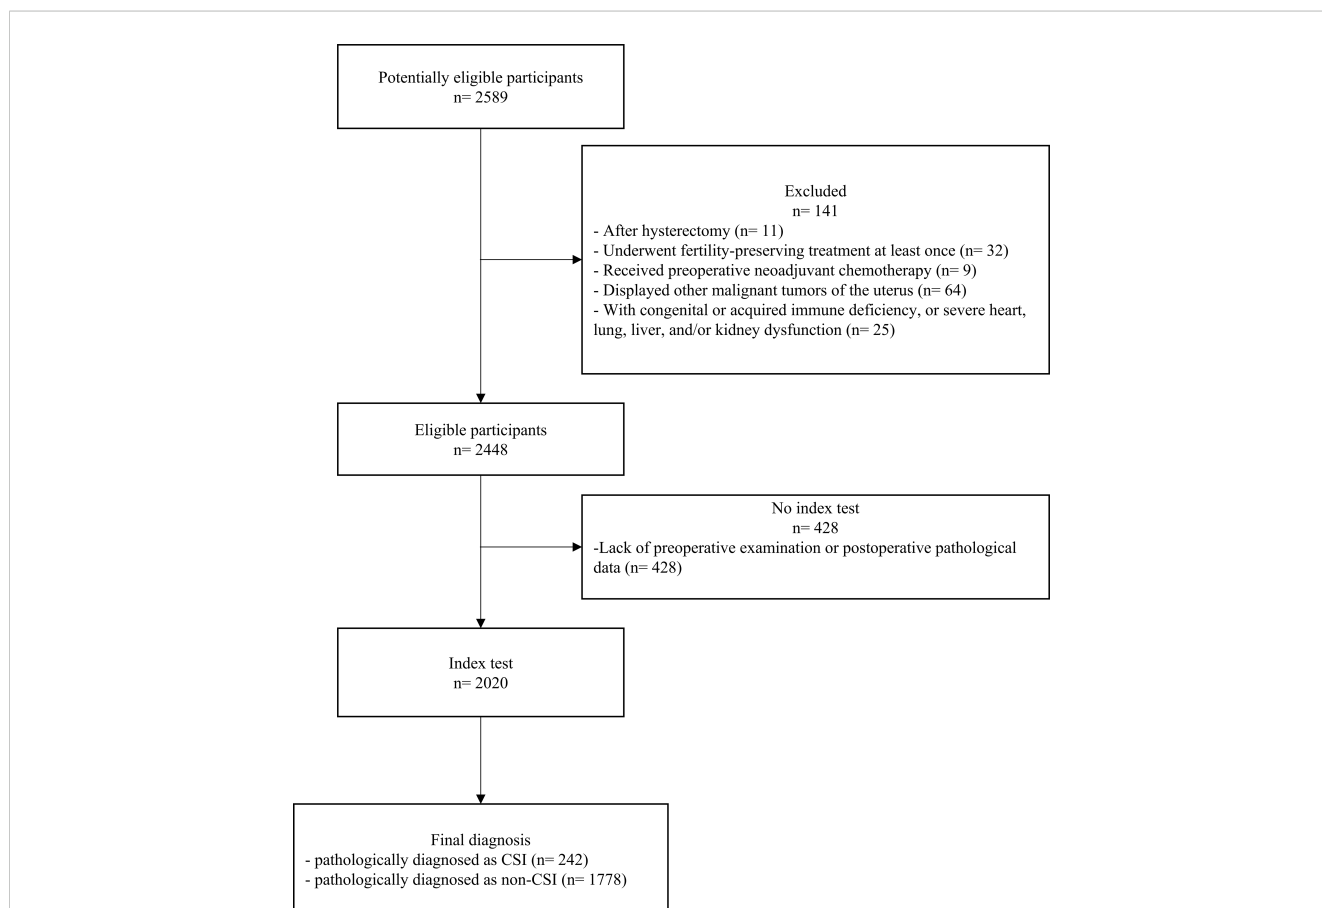 Potentially eligible participants
n= 2589
Excluded
n= 141
- After hysterectomy (n= 11)
- Underwent fertility-preserving treatment at least once (n= 32)
- Received preoperative neoadjuvant chemotherapy (n= 9)
- Displayed other malignant tumors of the uterus (n= 64)
- With congenital or acquired immune deficiency, or severe heart,
lung, liver, and/or kidney dysfunction (n= 25)
Eligible participants
n= 2448
No index test
n= 428
-Lack of preoperative examination or postoperative pathological
data (n= 428)
Index test
n= 2020
Final diagnosis
- pathologically diagnosed as CSI (n= 242)
- pathologically diagnosed as non-CSI (n= 1778)